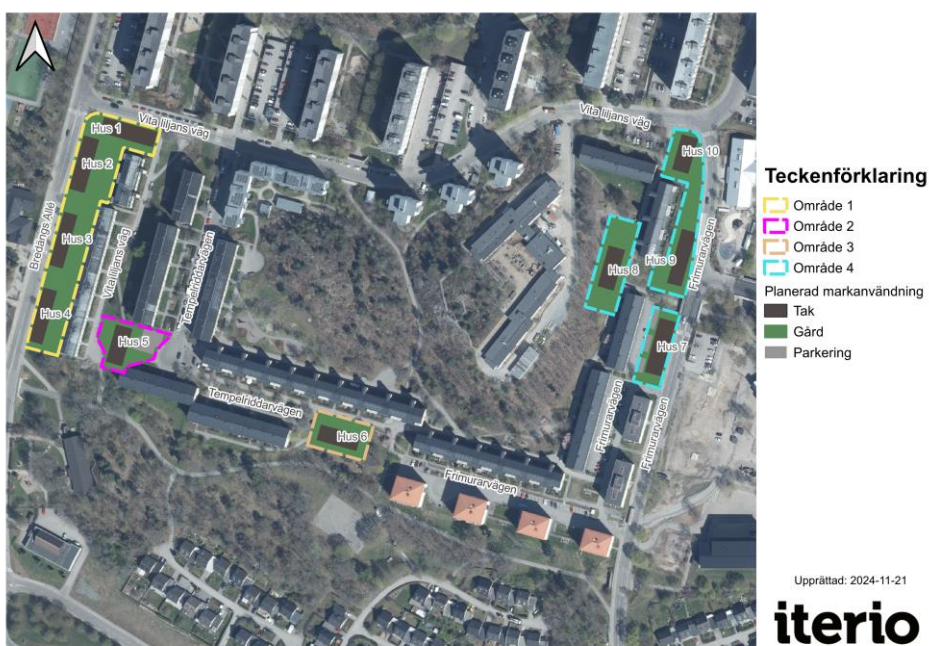 Vita liljans väg
Vita liljans väg
Hus 1
Hus 2
Hus 3
Hus 4
Bredängs Allé
Vita liljans väg
Tempelriddarvägen
Hus 5
Tempelriddarvägen
Hus 6
Frimurarvägen
Hus 10
Hus 9
Hus 8
Hus 7
Frimurarvägen
Frimurarvägen
Frimurarvägen
Teckenförklaring
Område 1
Område 2
Område 3
Område 4
Planerad markanvändning
Tak
Gård
Parkering
Upprättad: 2024-11-21
iterio